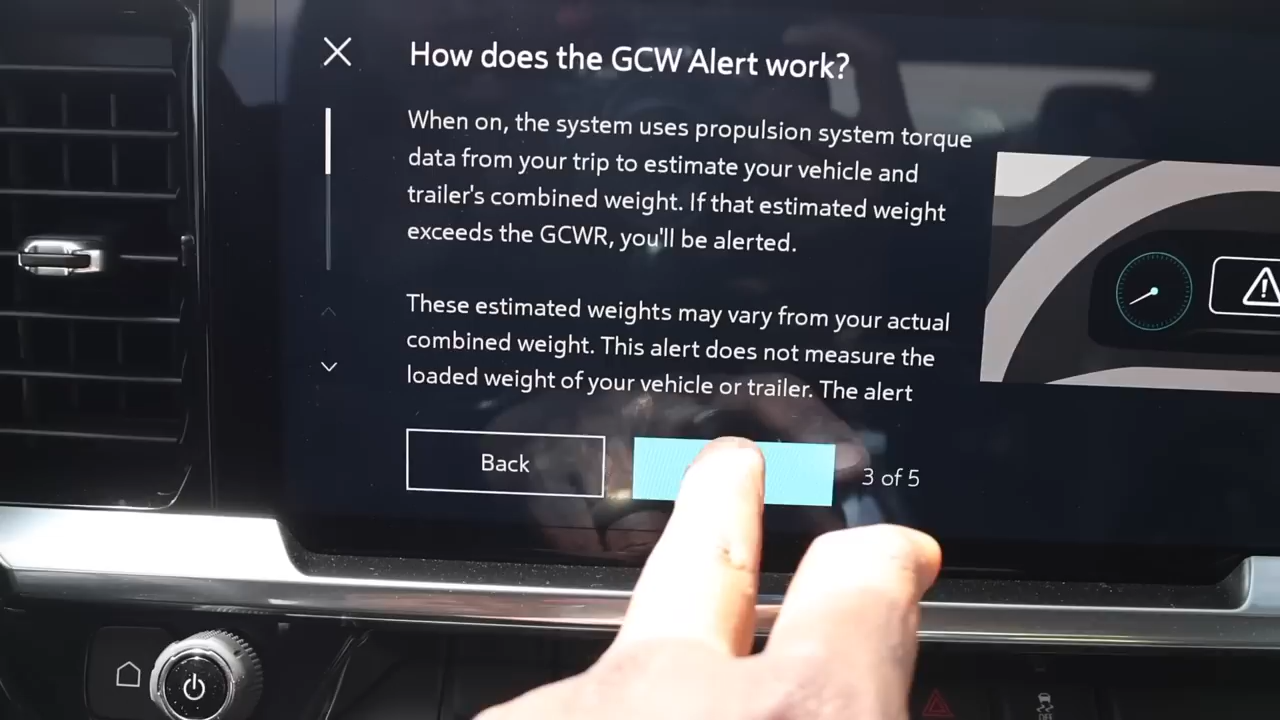 How does the GCW Alert work?
When on, the system uses propulsion system torque
data from your trip to estimate your vehicle and
trailer's combined weight. If that estimated weight
exceeds the GCWR, you'll be alerted.
These estimated weights may vary from your actual
combined weight. This alert does not measure the
loaded weight of your vehicle or trailer. The alert
Back
3 of 5